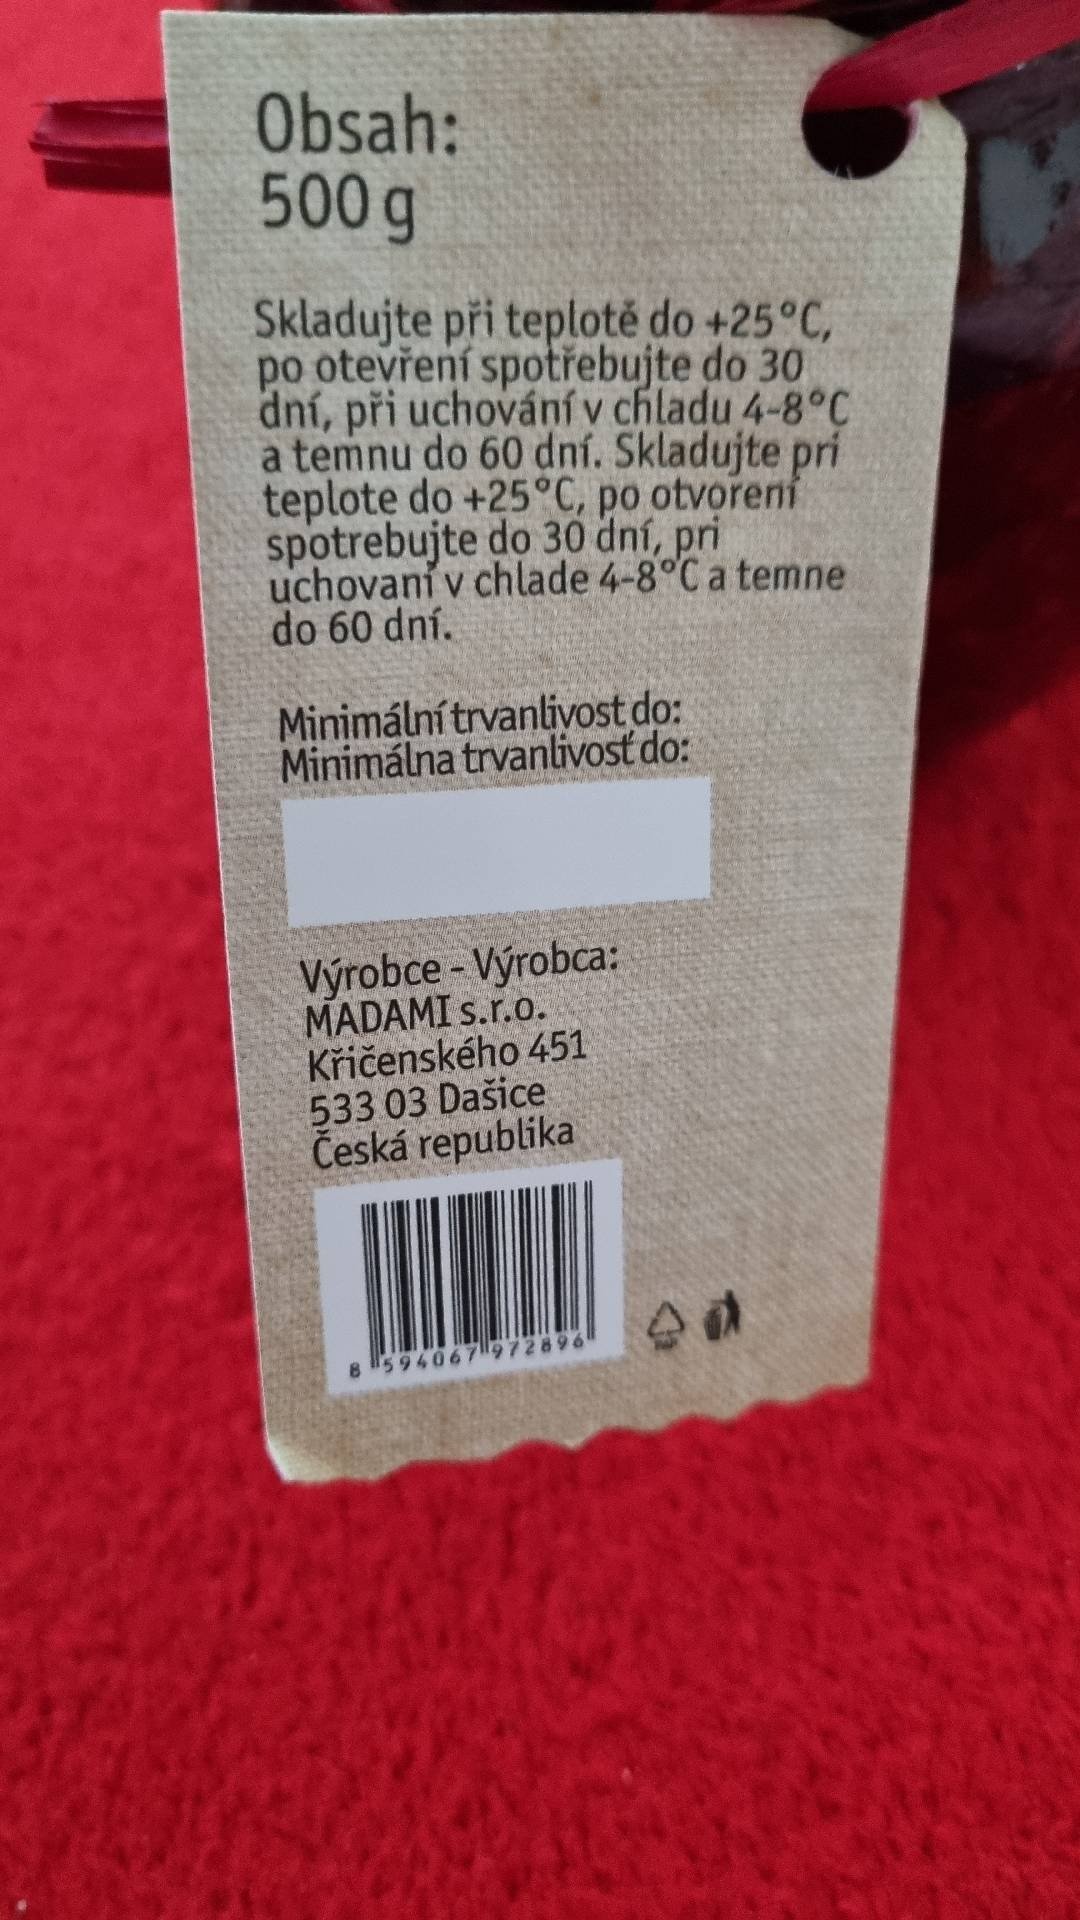 Obsah:
500 g
Skladujte při teplotě do +25°C,
po otevření spotřebujte do 30
dní, při uchování v chladu 4-8°C
a temnu do 60 dní. Skladujte pri
teplote do +25°C, po otvorení
spotrebujte do 30 dní, pri
uchovaní v chlade 4-8°C a temne
do 60 dní.
Minimální trvanlivost do:
Minimálna trvanlivosť do:
Výrobce - Výrobca:
MADAMI s.r.o.
Křičenského 451
533 03 Dašice
Česká republika
8 594067 972896